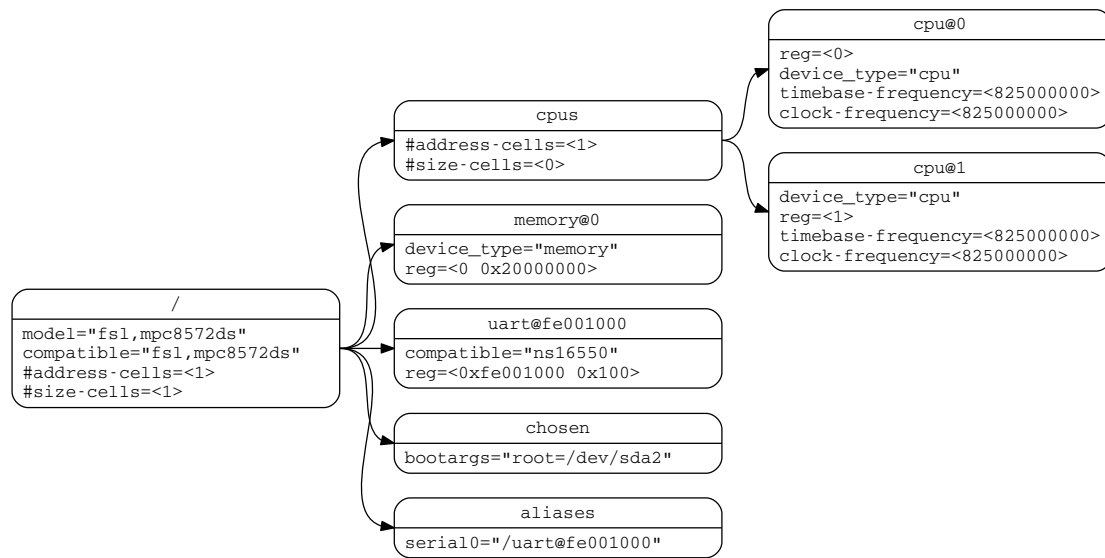 /
model="fsl,mpc8572ds"
compatible="fsl,mpc8572ds"
#address-cells=<1>
#size-cells=<1>
cpus
#address-cells=<1>
#size-cells=<0>
memory@0
device_type="memory"
reg=<0 0x20000000>
uart@fe001000
compatible="ns16550"
reg=<0xfe001000 0x100>
chosen
bootargs="root=/dev/sda2"
aliases
serial0="/uart@fe001000"
cpu@0
reg=<0>
device_type="cpu"
timebase-frequency=<825000000>
clock-frequency=<825000000>
cpu@1
device_type="cpu"
reg=<1>
timebase-frequency=<825000000>
clock-frequency=<825000000>